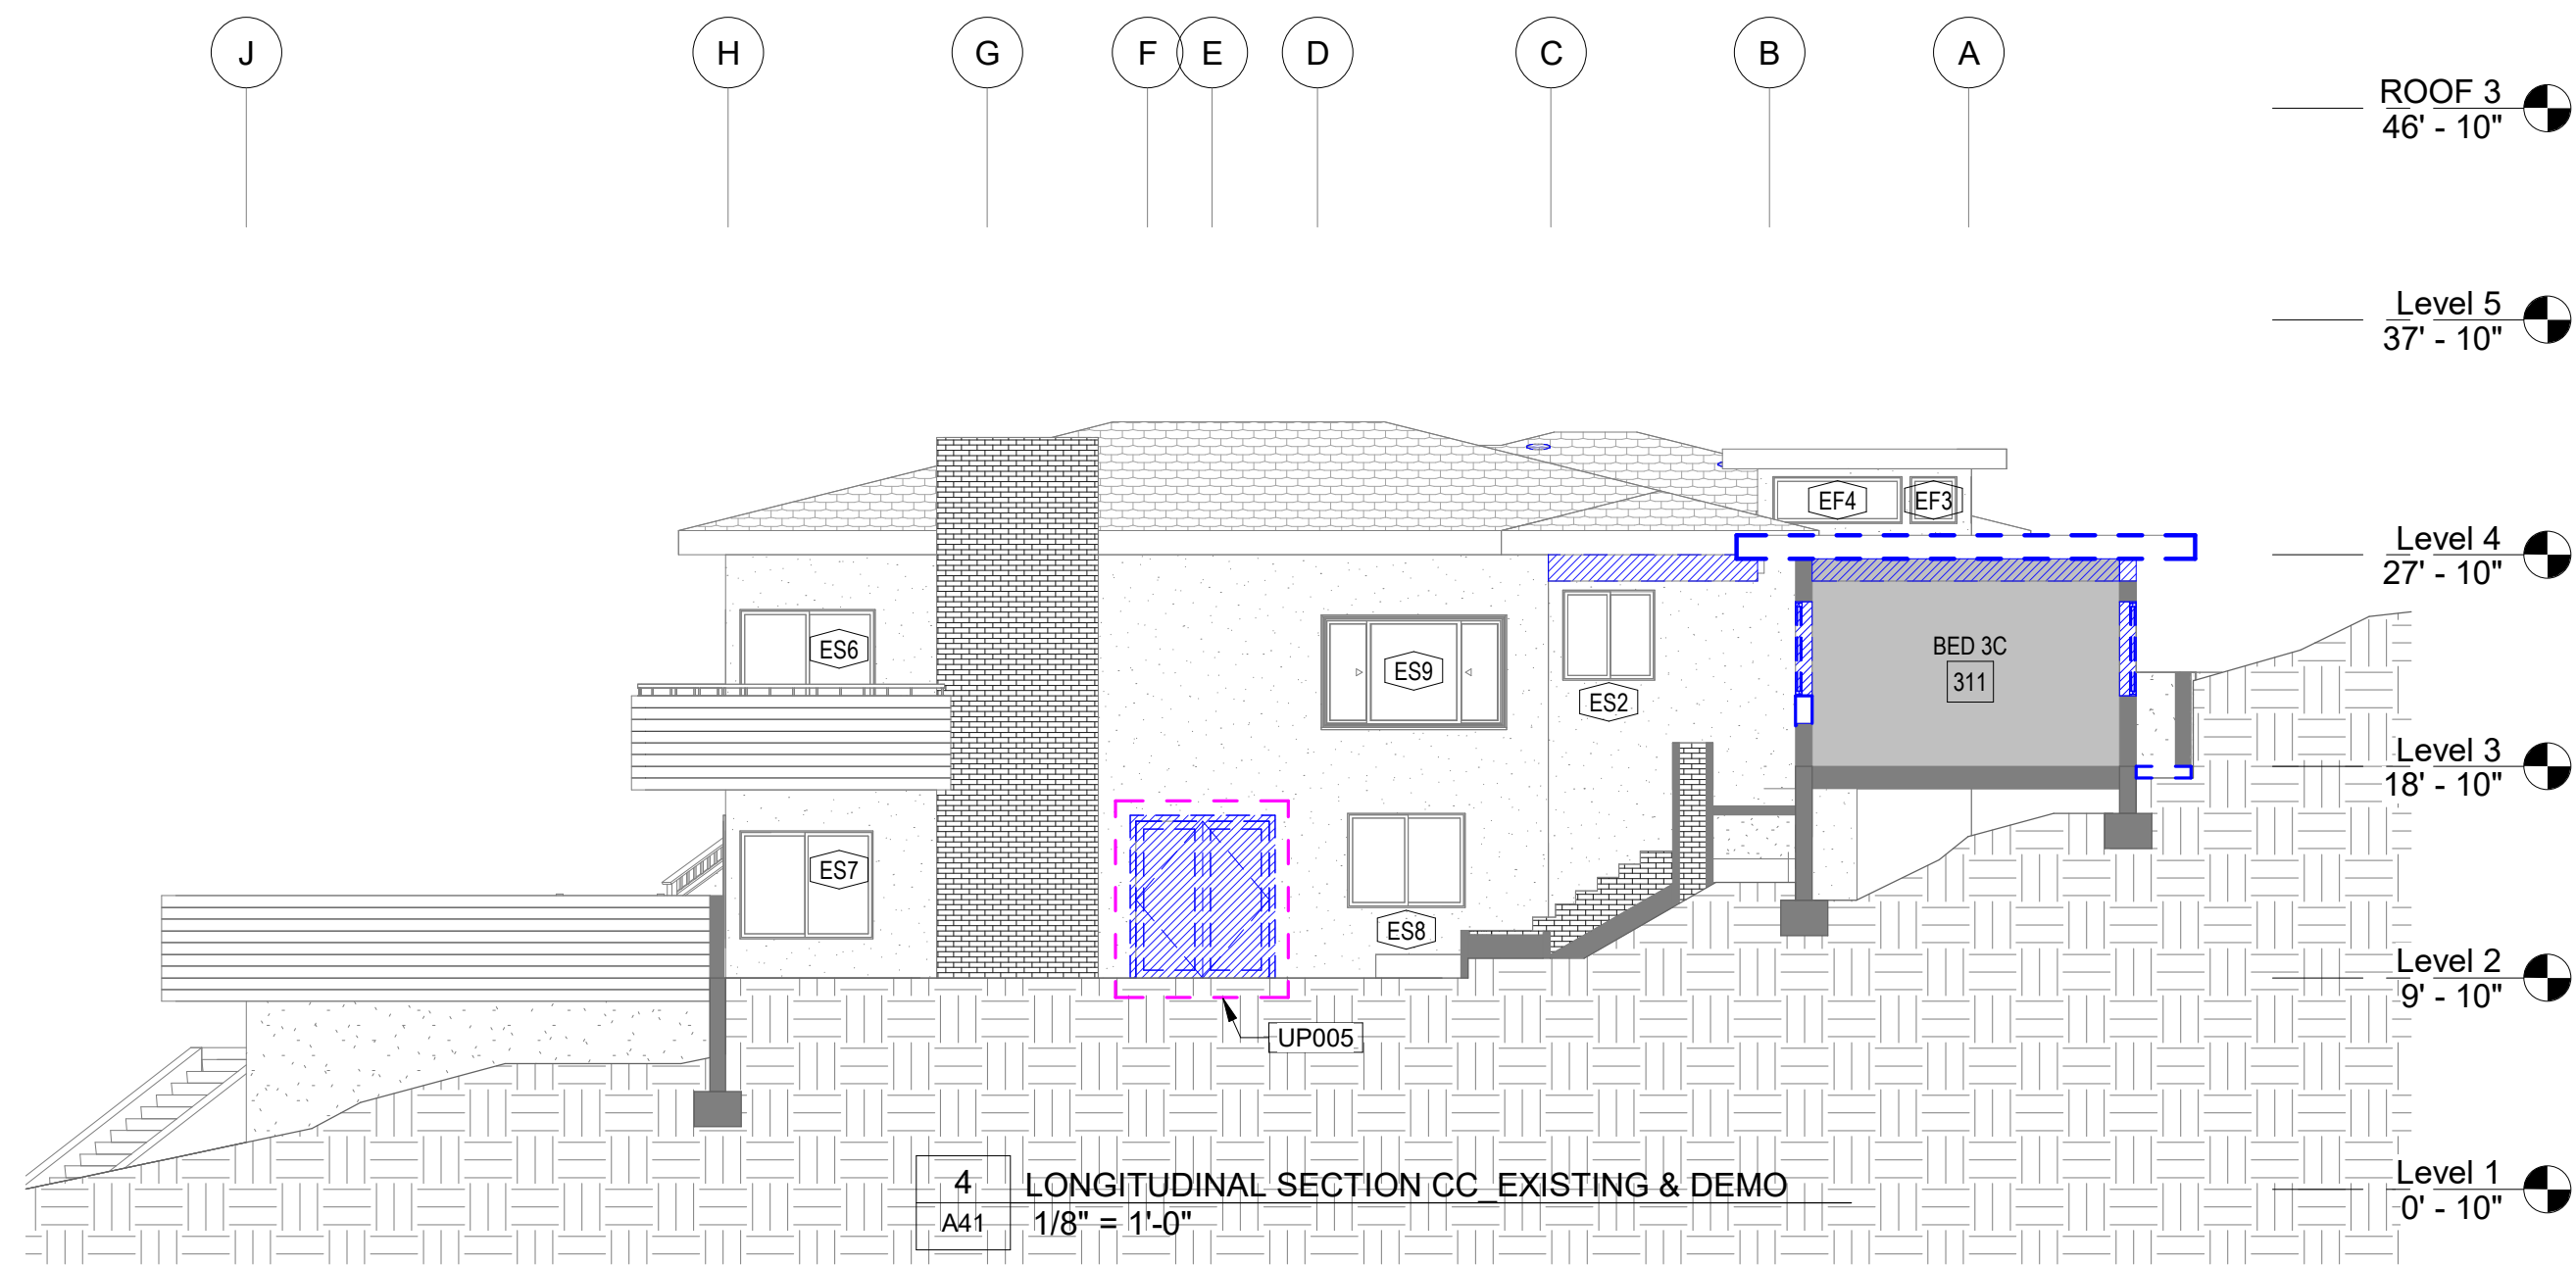 J H G F E D C B A
ROOF 3
46' - 10"
Level 5
37' - 10"
EF4 EF3
Level 4
27' - 10"
ES6 ES9 ES2
BED 3C
311
Level 3
18' - 10"
ES7 ES8
Level 2
9' - 10"
UP005
4 LONGITUDINAL SECTION CC_EXISTING & DEMO
A41 1/8" = 1'-0"
Level 1
0' - 10"